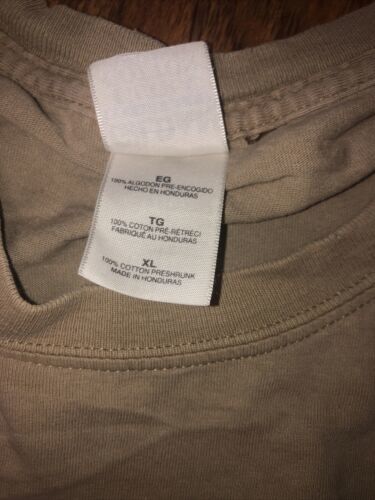 EG
100% ALGODON PRE-ENCOGIDO
HECHO EN HONDURAS
TG
100% COTON PRÉ-RÉTRÉCI
FABRIQUÉ AU HONDURAS
XL
100% COTTON PRESHRUNK
MADE IN HONDURAS